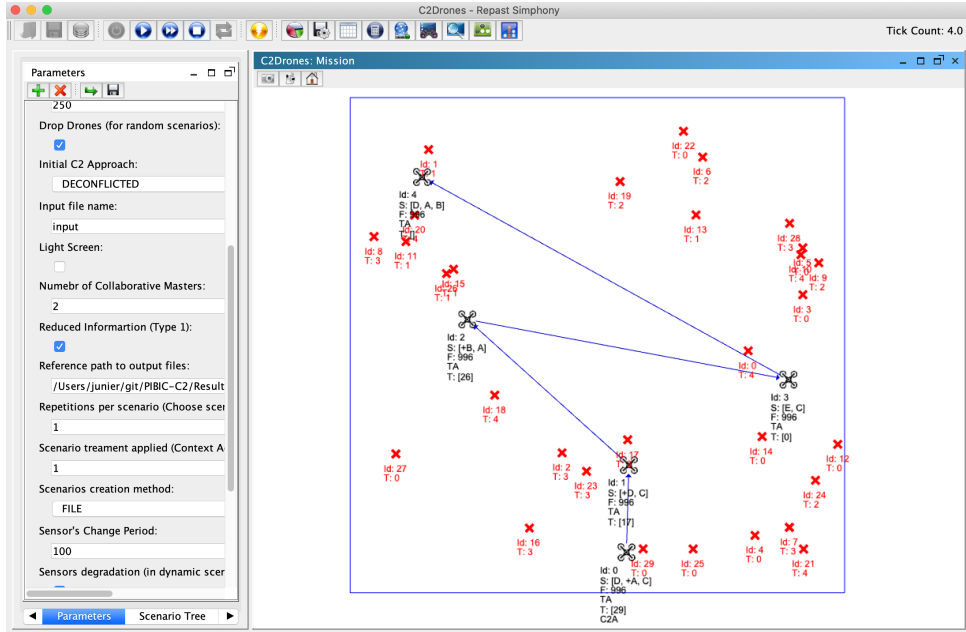 C2Drones - Repast Simphony
Tick Count: 4.0
Parameters
250
Drop Drones (for random scenarios):
Initial C2 Approach:
DECONFLICTED
Input file name:
input
Light Screen:
Numebr of Collaborative Masters:
2
Reduced Informartion (Type 1):
Reference path to output files:
/Users/junier/git/PIBIC-C2/Result
Repetitions per scenario (Choose scer
1
Scenario treament applied (Context A
1
Scenarios creation method:
FILE
Sensor's Change Period:
100
Sensors degradation (in dynamic scer
Parameters
Scenario Tree
C2Drones: Mission
Id: 1
Id: 22
T: 0
Id: 6
T: 2
Id: 4
S: [D, A, B]
F: 996
TA
Id: 19
T: 2
Id: 13
T: 1
Id: 8
T: 3
Id: 11
T: 1
Id: 28
T: 3
Id: 9
T: 2
Id: 3
T: 0
Id: 2
S: [+B, A]
F: 996
TA
T: [26]
Id: 0
T: 4
Id: 3
S: [E, C]
F: 996
TA
T: [0]
Id: 18
T: 4
Id: 27
T: 0
Id: 2
T: 3
Id: 23
T: 3
Id: 17
Id: 1
S: [+D, C]
F: 996
TA
T: [17]
Id: 14
T: 0
Id: 12
T: 0
Id: 24
T: 2
Id: 16
T: 3
Id: 29
T: 0
Id: 25
T: 0
Id: 4
T: 0
Id: 7
T: 3
Id: 21
T: 4
Id: 0
S: [D, +A, C]
F: 996
TA
T: [29]
C2A